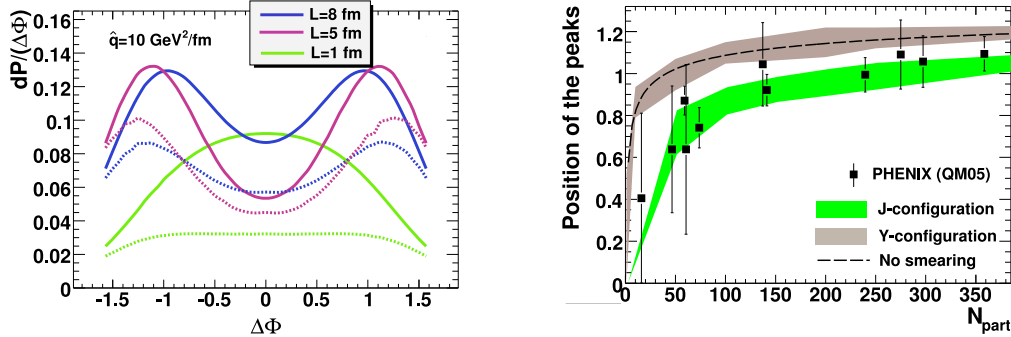 dP/(ΔΦ)
0.16
0.14
0.12
0.1
0.08
0.06
0.04
0.02
0
q̂=10 GeV²/fm
L=8 fm
L=5 fm
L=1 fm
-1.5 -1 -0.5 0 0.5 1 1.5
ΔΦ
Position of the peaks
1.2
1
0.8
0.6
0.4
0.2
0
PHENIX (QM05)
J-configuration
Y-configuration
No smearing
0 50 100 150 200 250 300 350
N_part